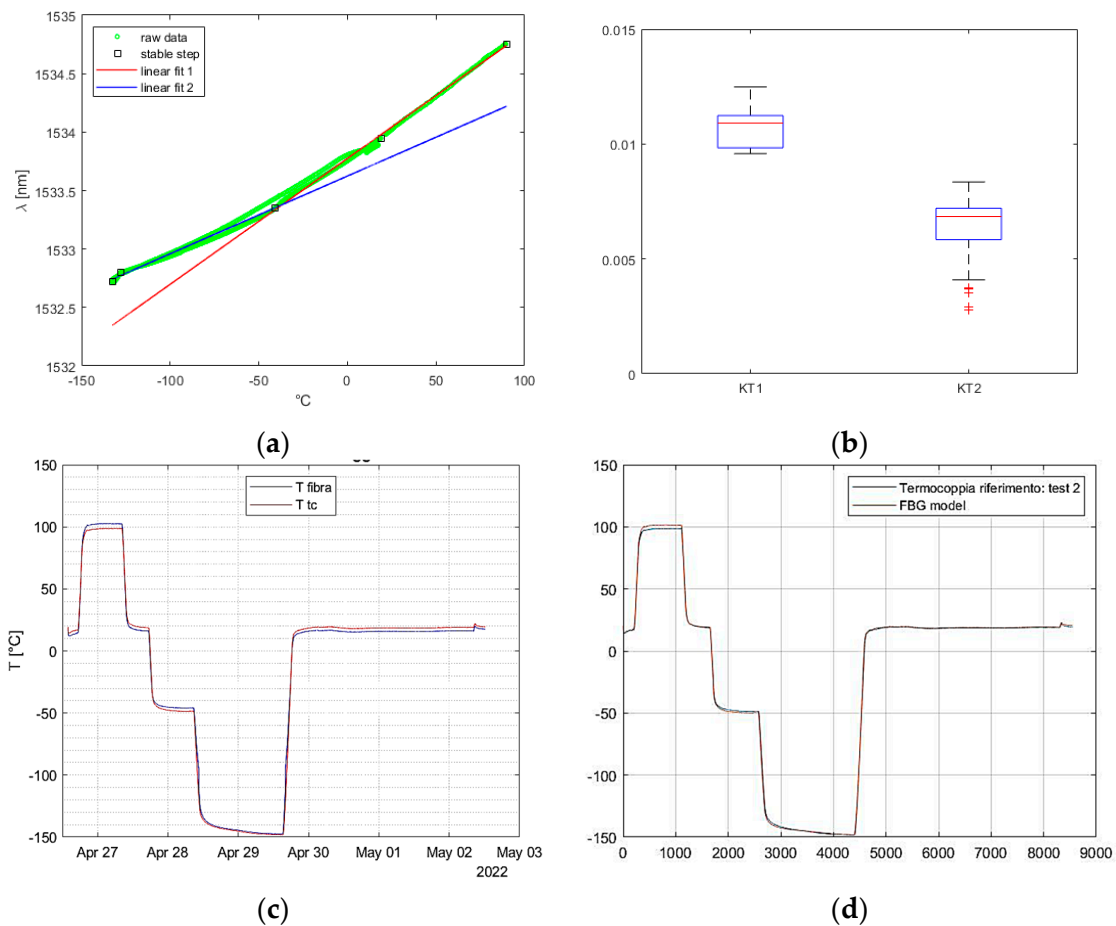 1535
1534.5
1534
1533.5
1533
1532.5
1532
λ [nm]
-150 -100 -50 0 50 100
°C
raw data
stable step
linear fit 1
linear fit 2
(a)
0.015
0.01
0.005
0
KT1 KT2
(b)
150
100
50
0
-50
-100
-150
T [°C]
T fibra
T tc
Apr 27 Apr 28 Apr 29 Apr 30 May 01 May 02 May 03
2022
(c)
150
100
50
0
-50
-100
-150
Termocoppia riferimento: test 2
FBG model
0 1000 2000 3000 4000 5000 6000 7000 8000 9000
(d)